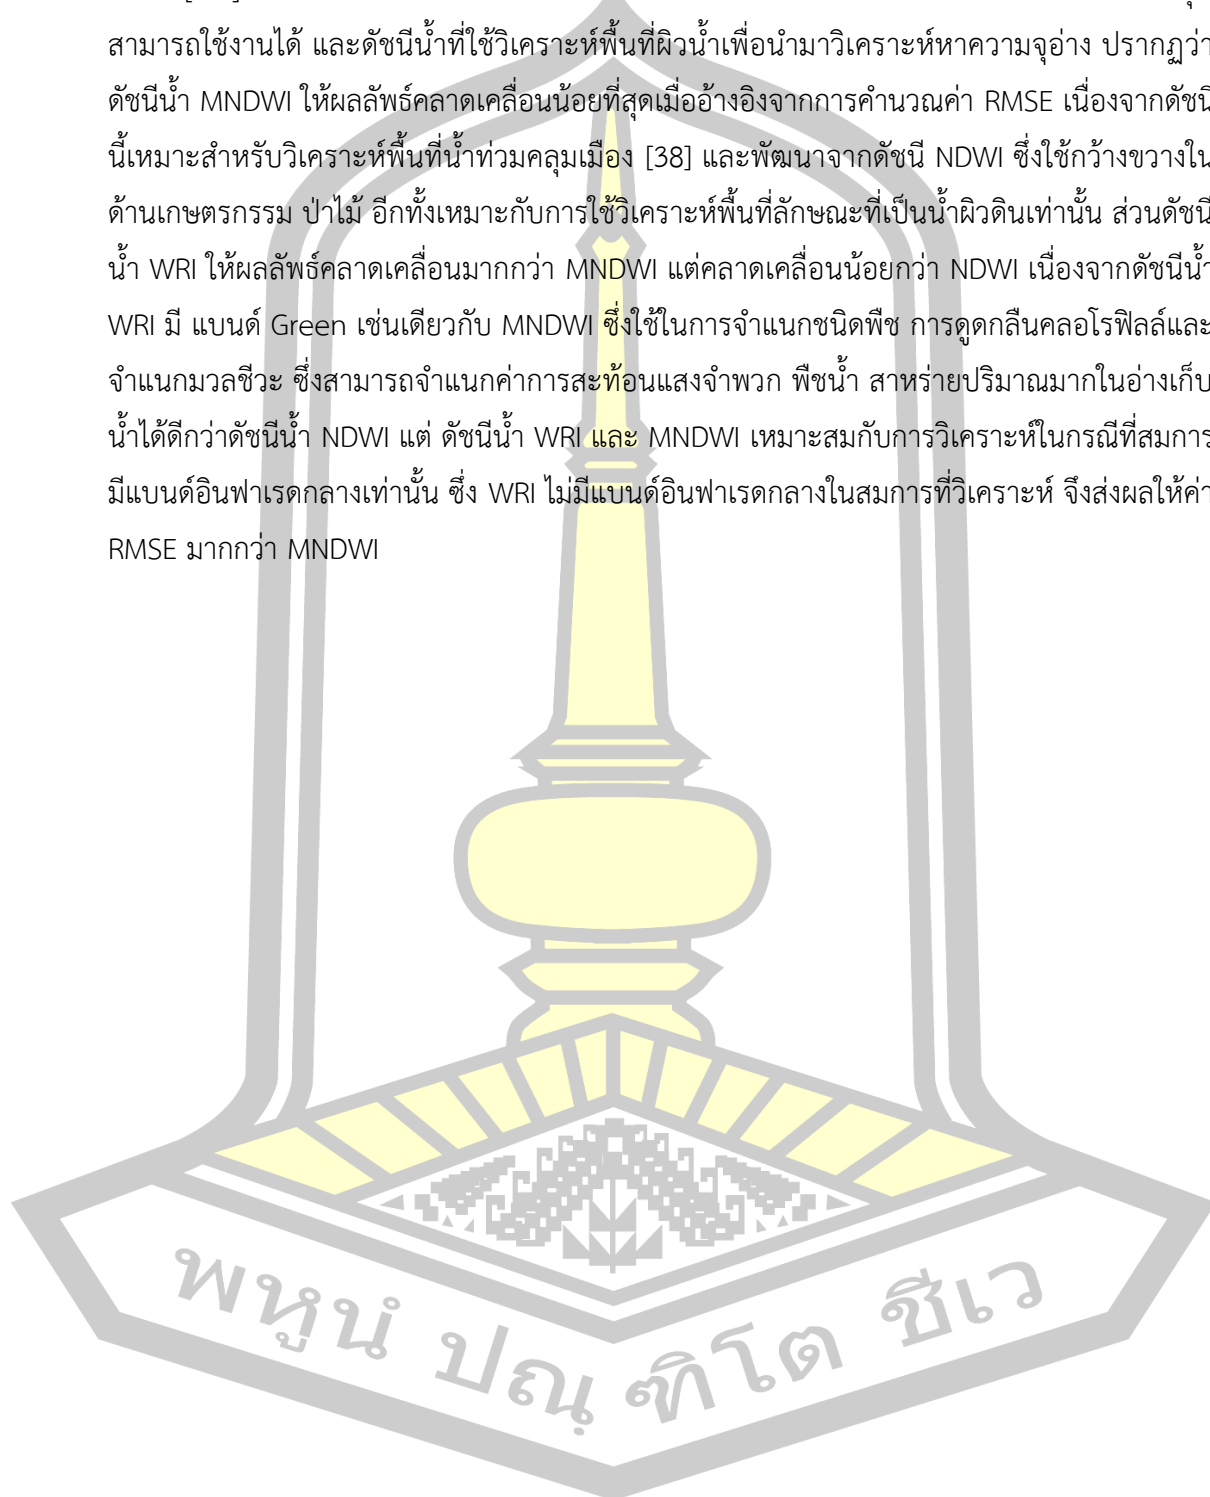 สามารถใช้งานได้ และดัชนีน้ำที่ใช้วิเคราะห์พื้นที่ผิวน้ำเพื่อนำมาวิเคราะห์หาความจุอ่าง ปรากฏว่า
ดัชนีน้ำ MNDWI ให้ผลลัพธ์คลาดเคลื่อนน้อยที่สุดเมื่ออ้างอิงจากการคำนวณค่า RMSE เนื่องจากดัชนี
นี้เหมาะสำหรับวิเคราะห์พื้นที่น้ำท่วมคลุมเมือง [38] และพัฒนาจากดัชนี NDWI ซึ่งใช้กว้างขวางใน
ด้านเกษตรกรรม ป่าไม้ อีกทั้งเหมาะกับการใช้วิเคราะห์พื้นที่ลักษณะที่เป็นน้ำผิวดินเท่านั้น ส่วนดัชนี
น้ำ WRI ให้ผลลัพธ์คลาดเคลื่อนมากกว่า MNDWI แต่คลาดเคลื่อนน้อยกว่า NDWI เนื่องจากดัชนีน้ำ
WRI มี แบนด์ Green เช่นเดียวกับ MNDWI ซึ่งใช้ในการจำแนกชนิดพืช การดูดกลืนคลอโรฟิลล์และ
จำแนกมวลชีวะ ซึ่งสามารถจำแนกค่าการสะท้อนแสงจำพวก พืชน้ำ สาหร่ายปริมาณมากในอ่างเก็บ
น้ำได้ดีกว่าดัชนีน้ำ NDWI แต่ ดัชนีน้ำ WRI และ MNDWI เหมาะสมกับการวิเคราะห์ในกรณีที่สมการ
มีแบนด์อินฟาเรดกลางเท่านั้น ซึ่ง WRI ไม่มีแบนด์อินฟาเรดกลางในสมการที่วิเคราะห์ จึงส่งผลให้ค่า
RMSE มากกว่า MNDWI
พหูนํ ปณฺฑิโต ชีเว